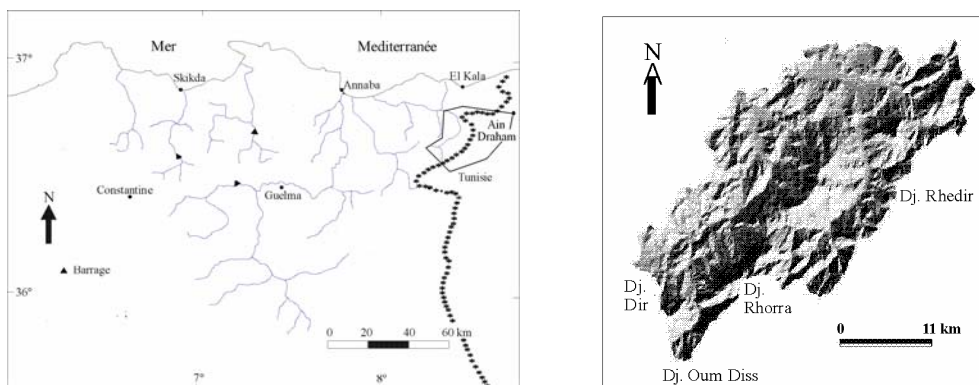 Mer Mediterranée
37°
Skikda
Annaba
El Kala
Ain
Draham
Tunisie
Constantine
Guelma
N
Barrage
36°
0 20 40 60 km
7° 8°
N
Dj. Rhedir
Dj.
Dir
Dj.
Rhorra
0 11 km
Dj. Oum Diss